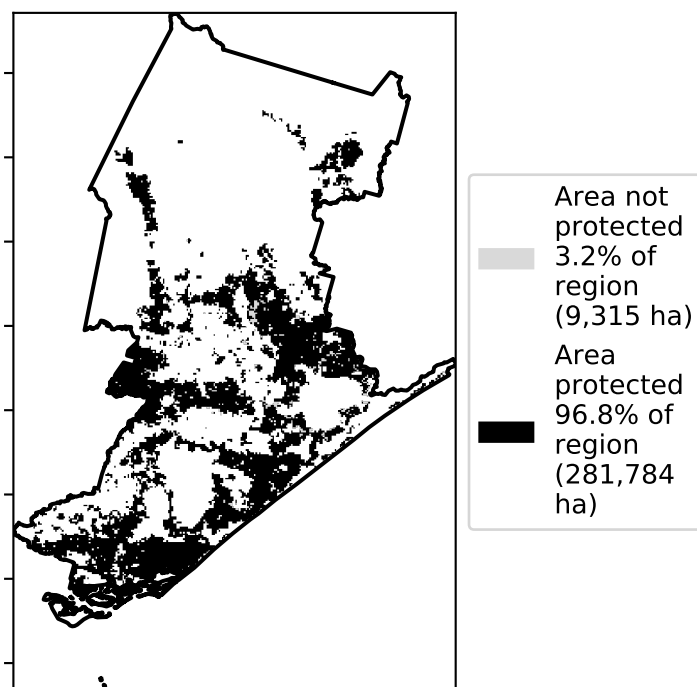 Area not
protected
3.2% of
region
(9,315 ha)
Area
protected
96.8% of
region
(281,784
ha)